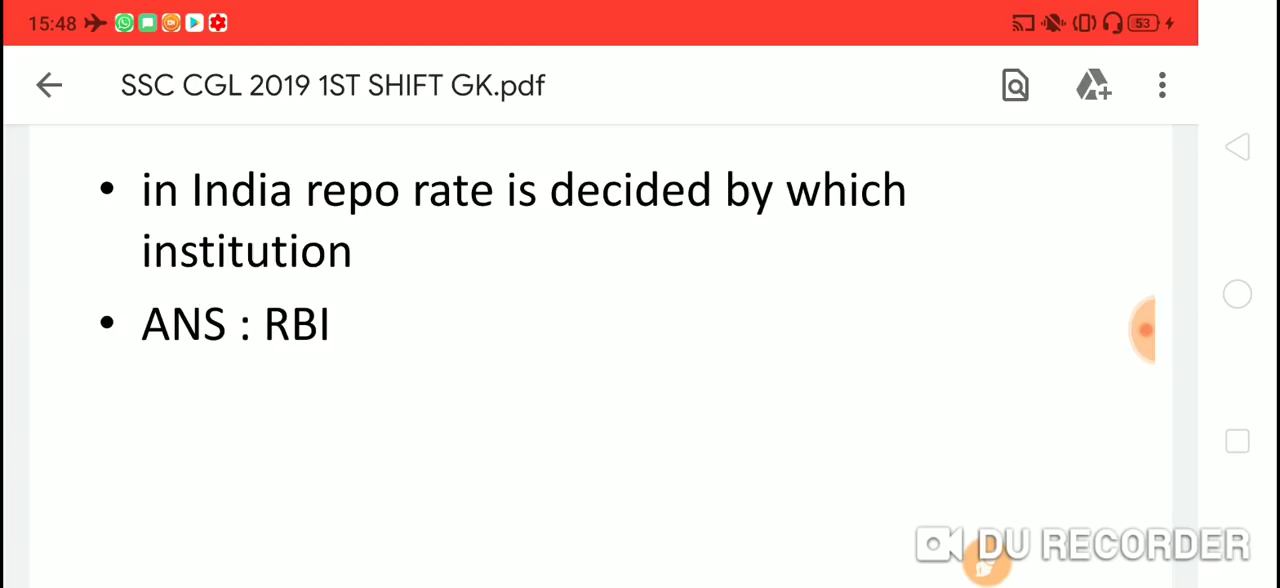 15:48
53
SSC CGL 2019 1ST SHIFT GK.pdf
• in India repo rate is decided by which
institution
• ANS : RBI
DU RECORDER